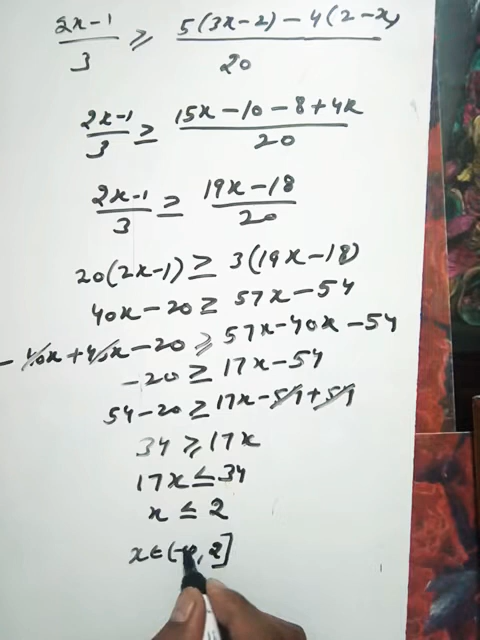 (2x-1)/3 ≥ (5(3x-2) - 4(2-x))/20
(2x-1)/3 ≥ (15x-10-8+4x)/20
(2x-1)/3 ≥ (19x-18)/20
20(2x-1) ≥ 3(19x-18)
40x-20 ≥ 57x-54
-40x+40x-20 ≥ 57x-40x-54
-20 ≥ 17x-54
54-20 ≥ 17x-54+54
34 ≥ 17x
17x ≤ 34
x ≤ 2
x∈(-∞, 2]